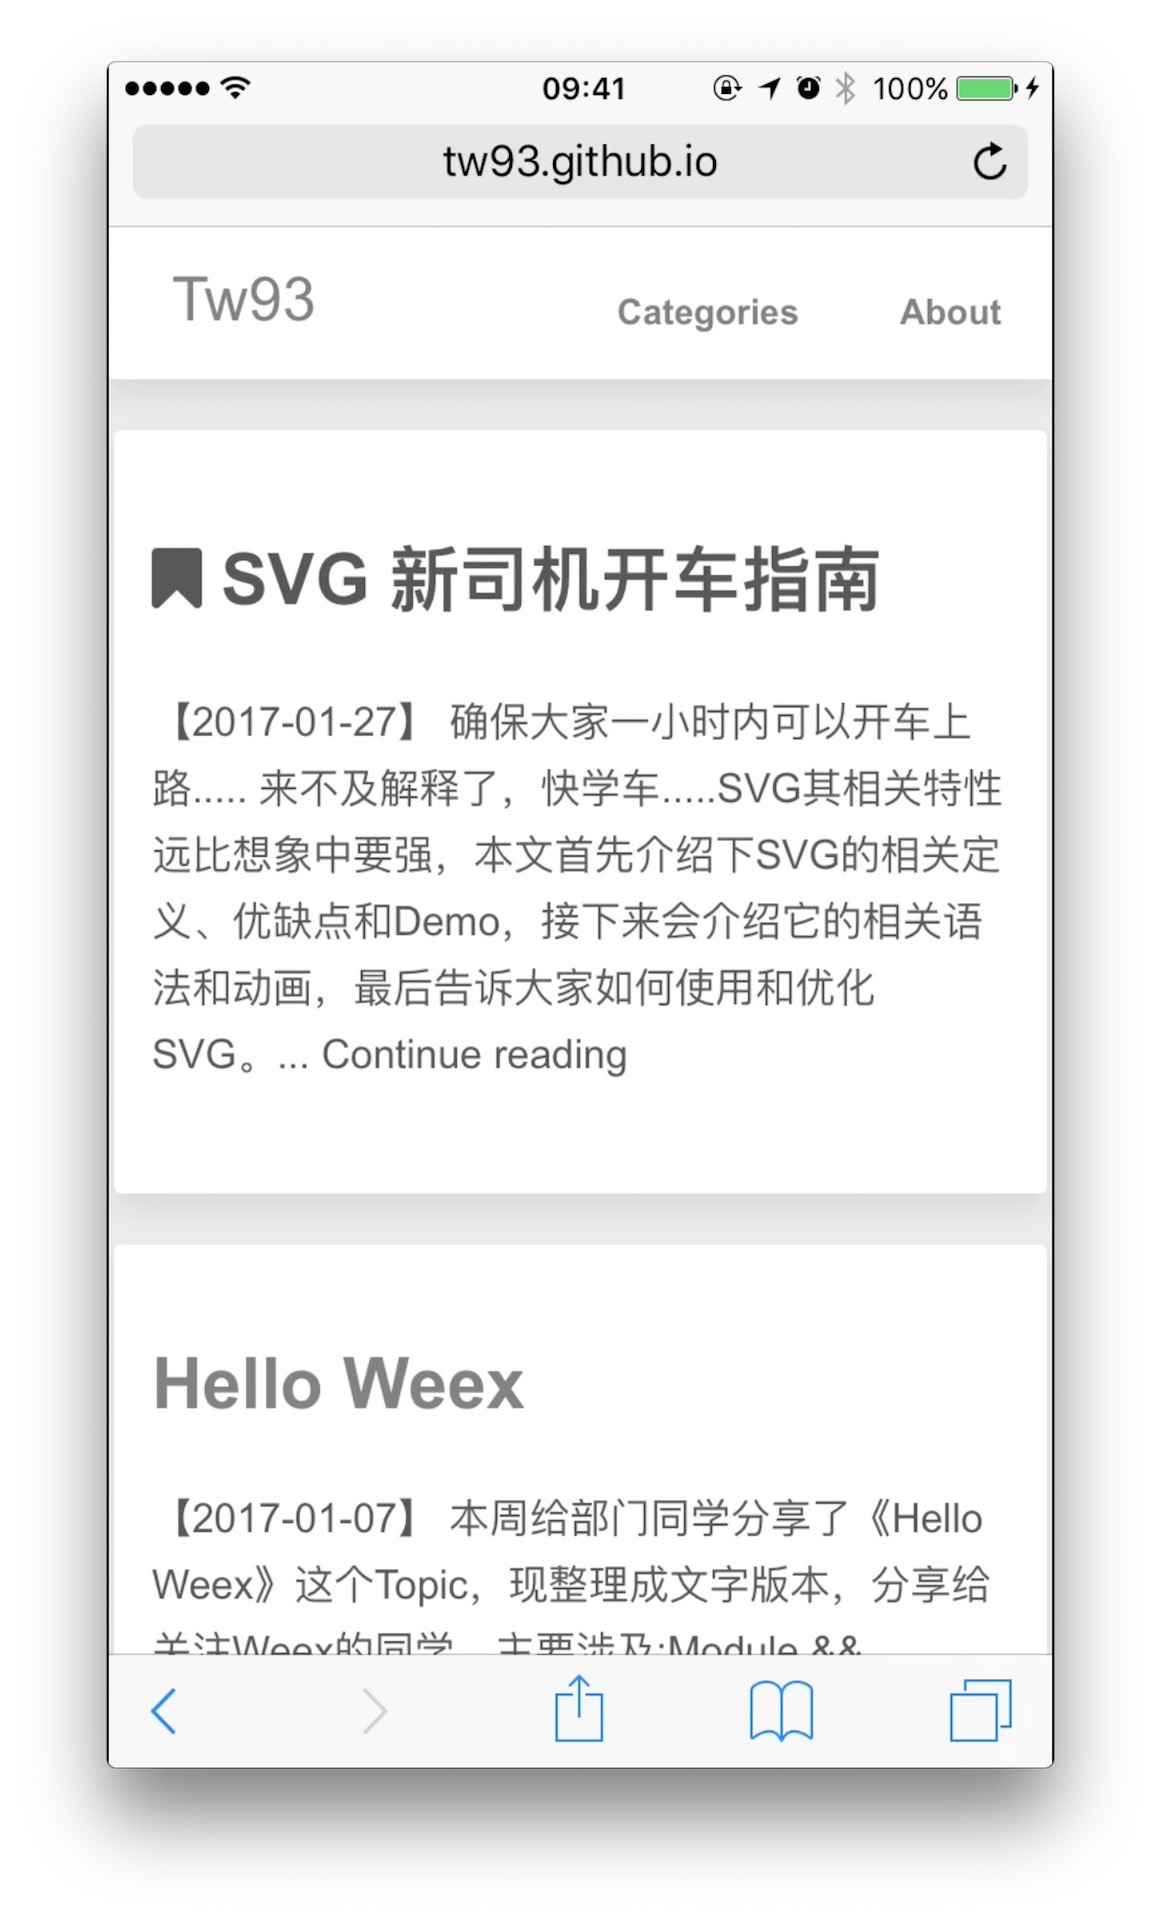 09:41
100%
tw93.github.io
Tw93
Categories
About
SVG 新司机开车指南
【2017-01-27】 确保大家一小时内可以开车上
路..... 来不及解释了，快学车.....SVG其相关特性
远比想象中要强，本文首先介绍下SVG的相关定
义、优缺点和Demo，接下来会介绍它的相关语
法和动画，最后告诉大家如何使用和优化
SVG。... Continue reading
Hello Weex
【2017-01-07】 本周给部门同学分享了《Hello
Weex》这个Topic，现整理成文字版本，分享给
关注Weex的同学，主要涉及:Module &&